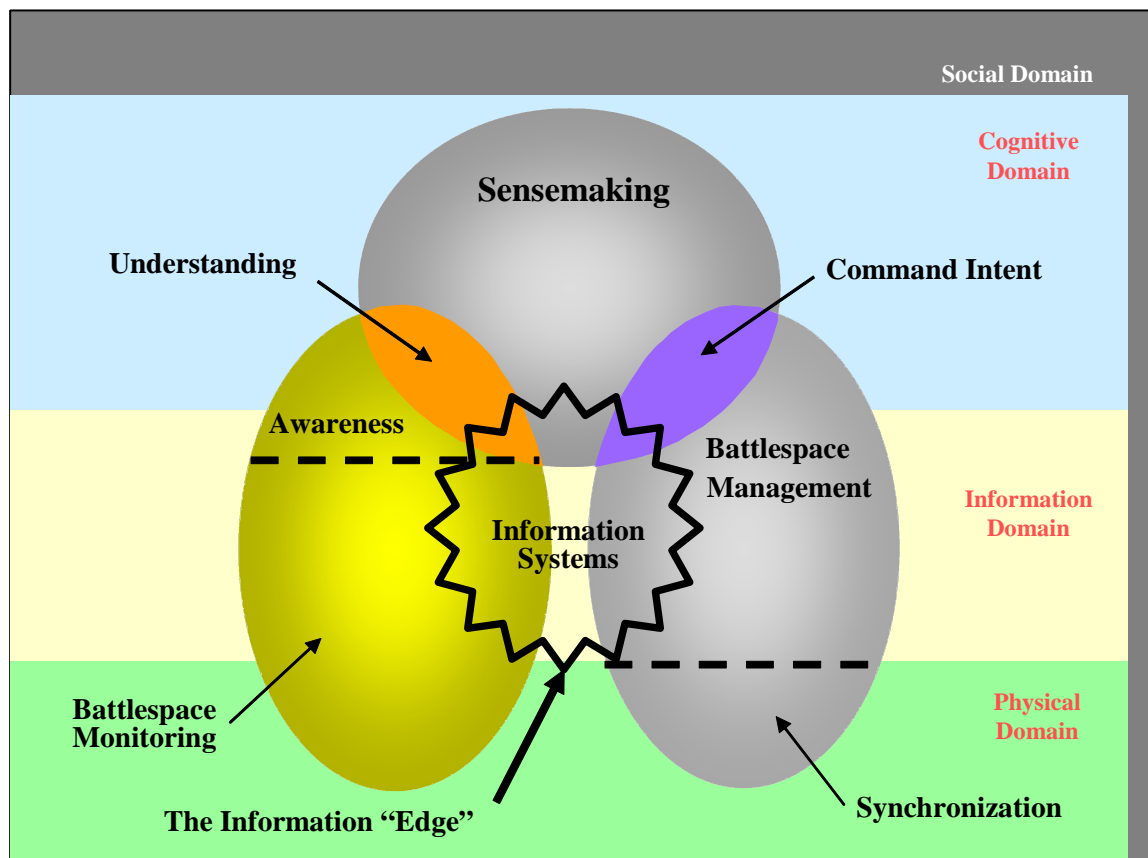 Social Domain
Cognitive
Domain
Sensemaking
Understanding
Command Intent
Awareness
Battlespace
Management
Information
Systems
Information
Domain
Battlespace
Monitoring
Physical
Domain
The Information “Edge”
Synchronization